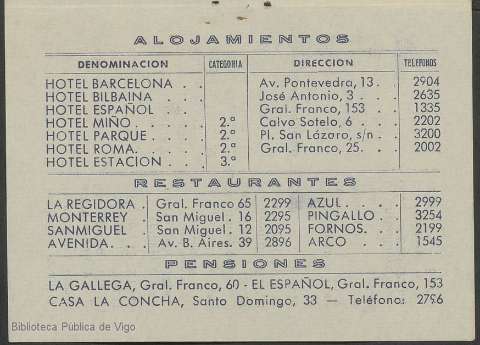 ALOJAMIENTOS
DENOMINACION CATEGORIA DIRECCION TELEFONOS
HOTEL BARCELONA . . Av. Pontevedra, 13 . 2904
HOTEL BILBAINA . . José Antonio, 3 . . 2635
HOTEL ESPAÑOL . . Gral. Franco, 153 . 1335
HOTEL MIÑO . . . 2.ª Calvo Sotelo, 6 . . 2202
HOTEL PARQUE . . . 2.ª Pl. San Lázaro, s/n . 3200
HOTEL ROMA. . . . 2.ª Gral. Franco, 25. . . 2002
HOTEL ESTACION . . 3.ª
RESTAURANTES
LA REGIDORA . Gral. Franco 65 2299 AZUL. . . . 2999
MONTERREY . San Miguel . 16 2295 PINGALLO . . 3254
SANMIGUEL . San Miguel . 12 2095 FORNOS. . . 2199
AVENIDA. . . Av. B. Aires. 39 2896 ARCO . . . . 1545
PENSIONES
LA GALLEGA, Gral. Franco, 60 - EL ESPAÑOL, Gral. Franco, 153
CASA LA CONCHA, Santo Domingo, 33 — Teléfono: 2796
Biblioteca Pública de Vigo